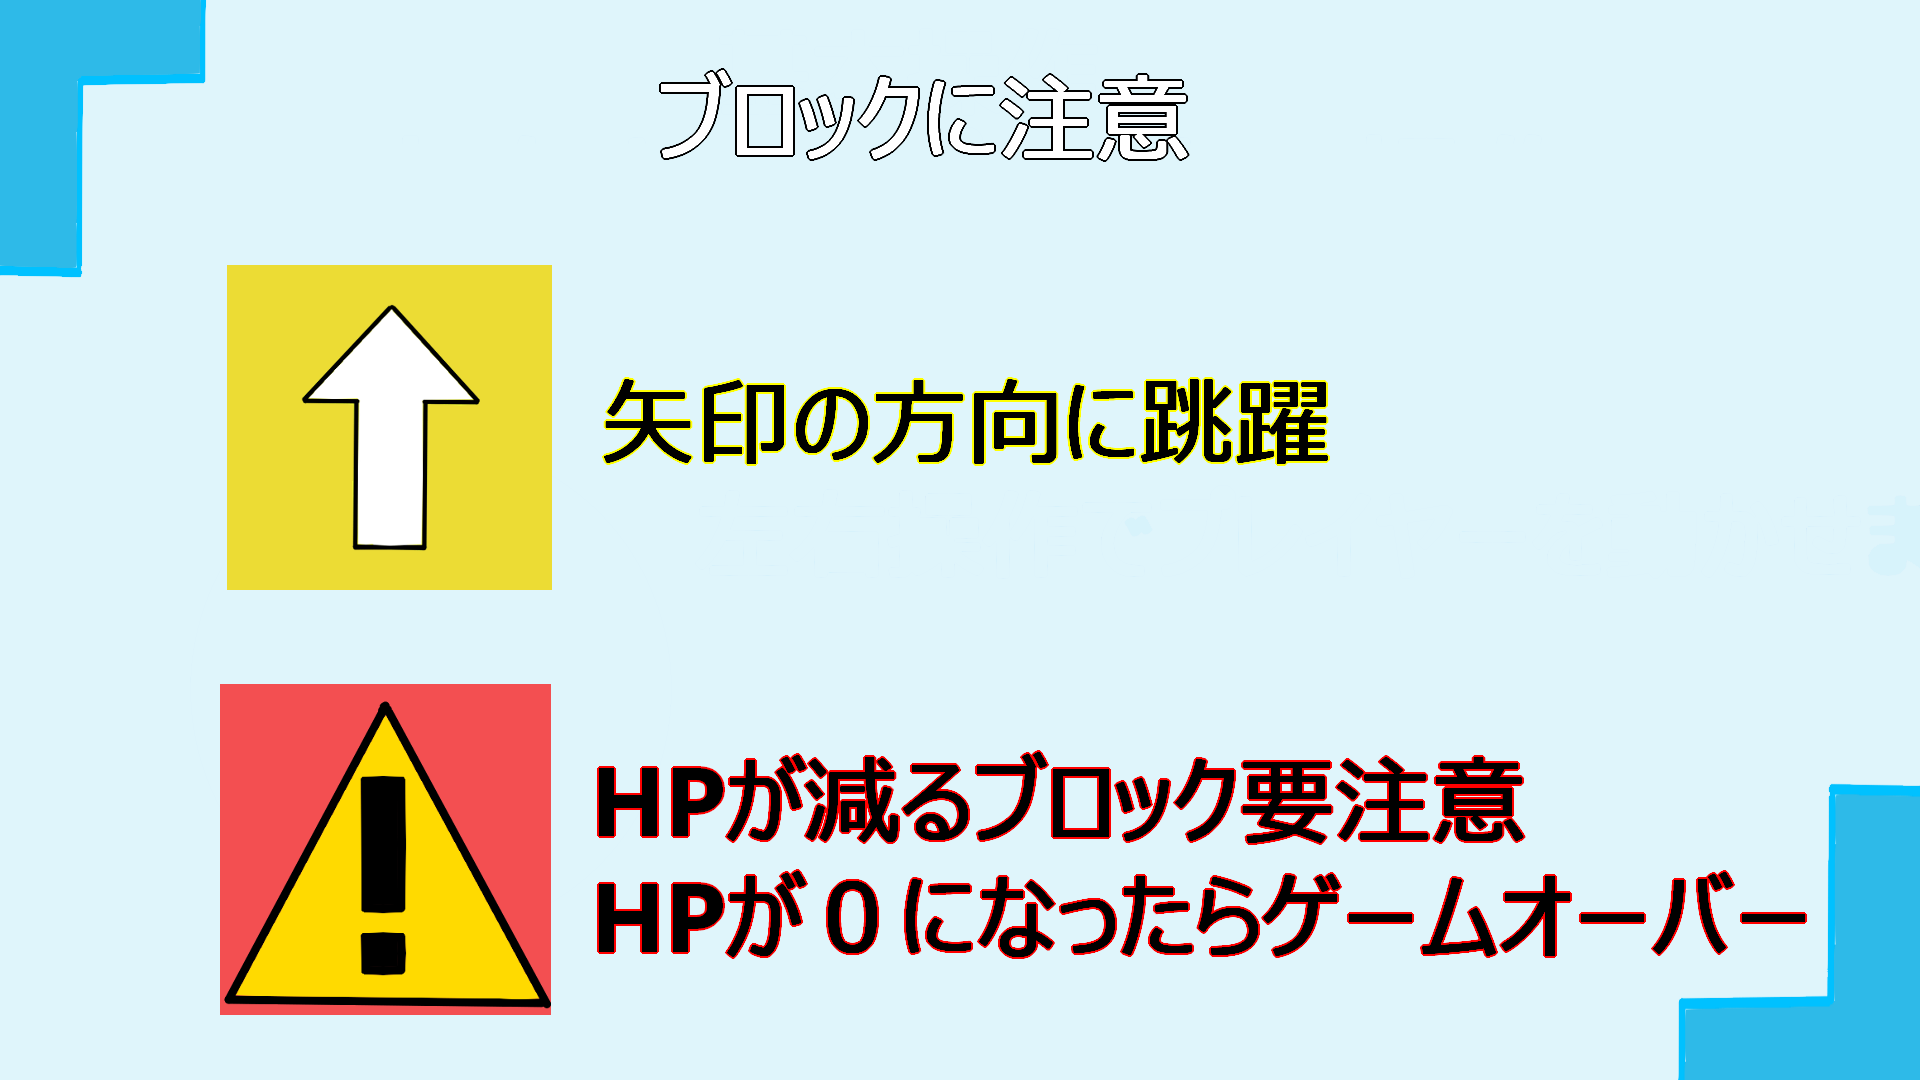 ブロックに注意
矢印の方向に跳躍
HPが減るブロック要注意
HPが０になったらゲームオーバー